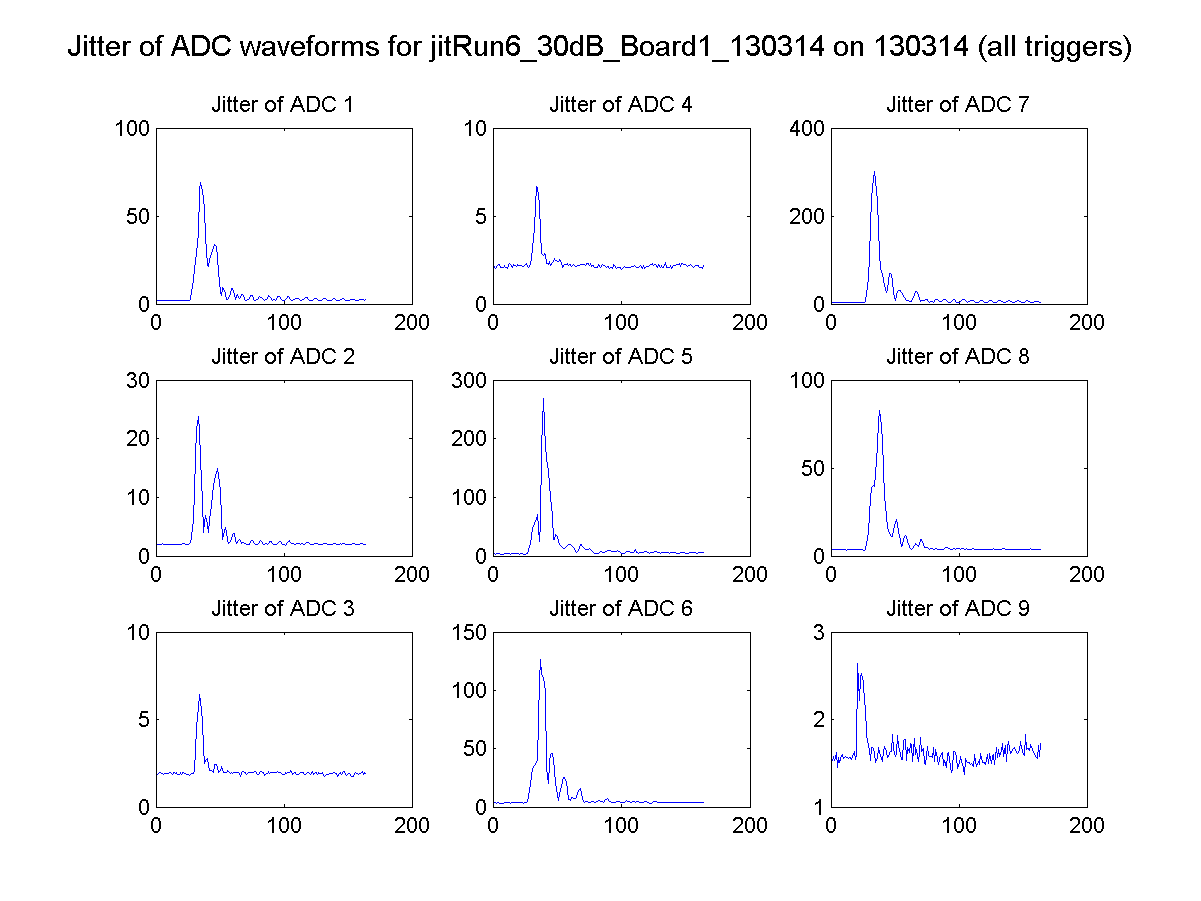 Jitter of ADC waveforms for jitRun6_30dB_Board1_130314 on 130314 (all triggers)
Jitter of ADC 1
100
50
0
0 100 200
Jitter of ADC 4
10
5
0
0 100 200
Jitter of ADC 7
400
200
0
0 100 200
Jitter of ADC 2
30
20
10
0
0 100 200
Jitter of ADC 5
300
200
100
0
0 100 200
Jitter of ADC 8
100
50
0
0 100 200
Jitter of ADC 3
10
5
0
0 100 200
Jitter of ADC 6
150
100
50
0
0 100 200
Jitter of ADC 9
3
2
1
0 100 200